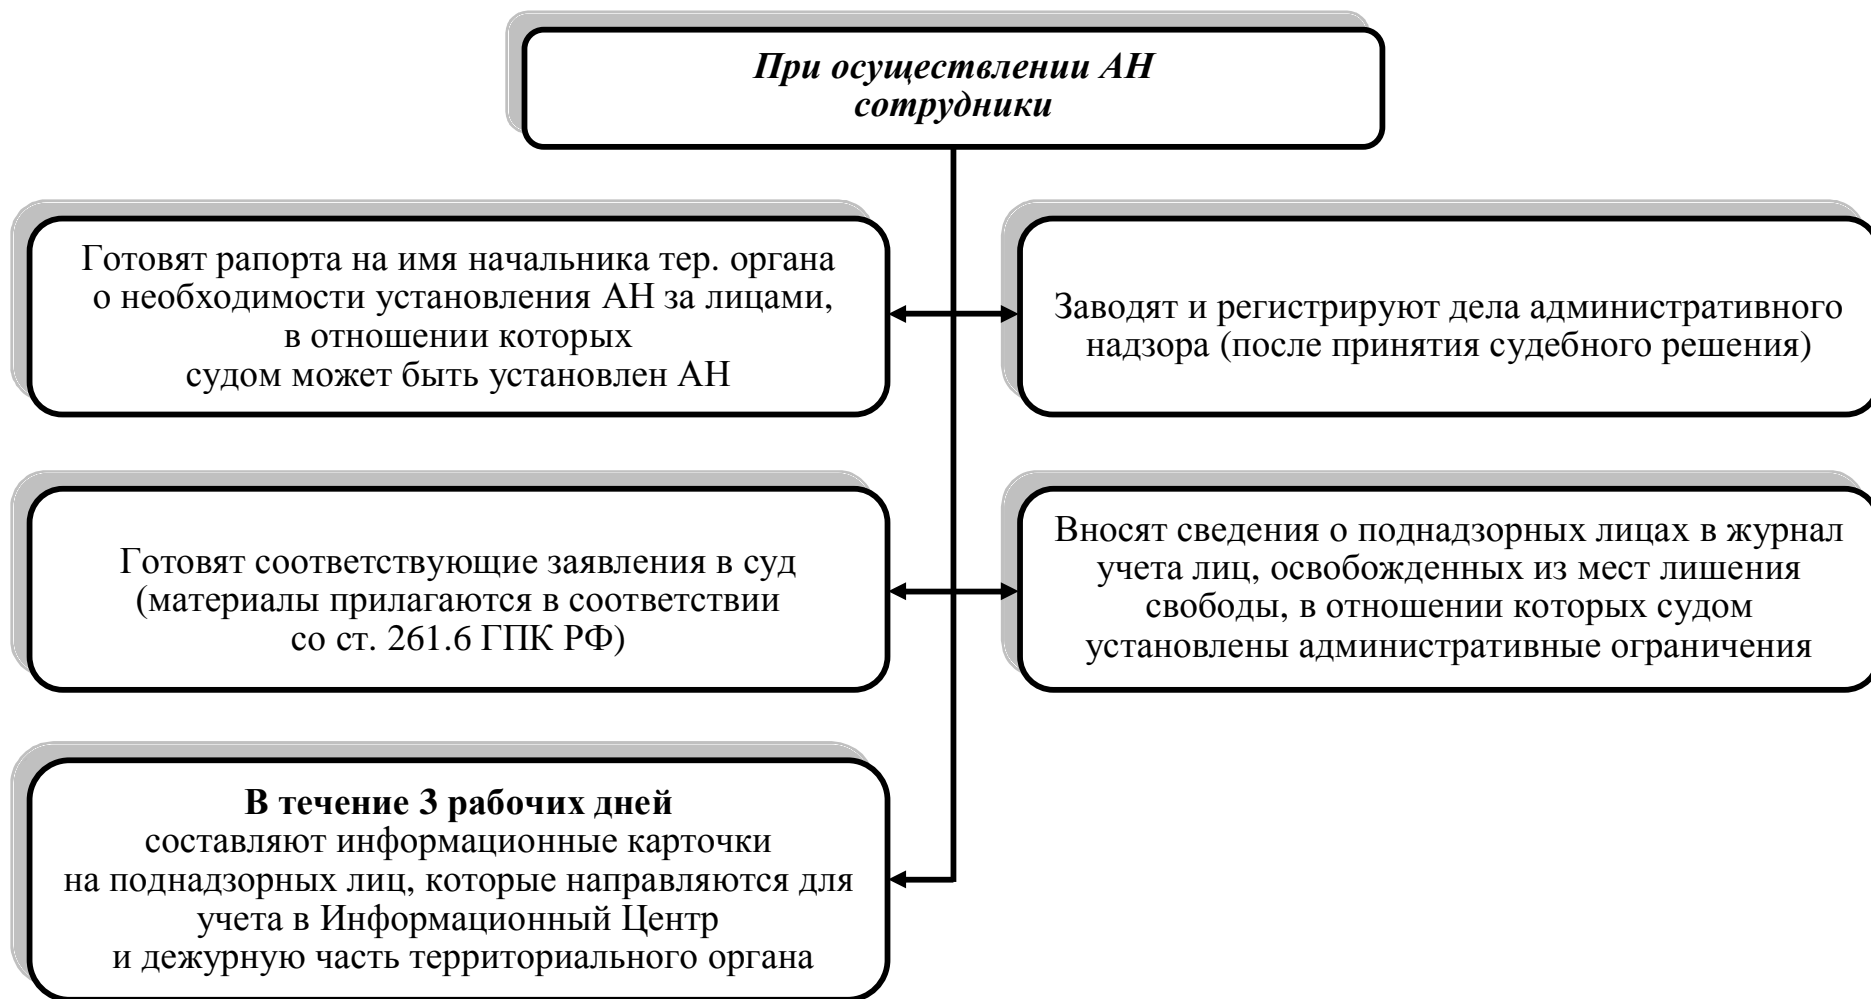 При осуществлении АН
сотрудники
Готовят рапорта на имя начальника тер. органа
о необходимости установления АН за лицами,
в отношении которых
судом может быть установлен АН
Заводят и регистрируют дела административного
надзора (после принятия судебного решения)
Готовят соответствующие заявления в суд
(материалы прилагаются в соответствии
со ст. 261.6 ГПК РФ)
Вносят сведения о поднадзорных лицах в журнал
учета лиц, освобожденных из мест лишения
свободы, в отношении которых судом
установлены административные ограничения
В течение 3 рабочих дней
составляют информационные карточки
на поднадзорных лиц, которые направляются для
учета в Информационный Центр
и дежурную часть территориального органа